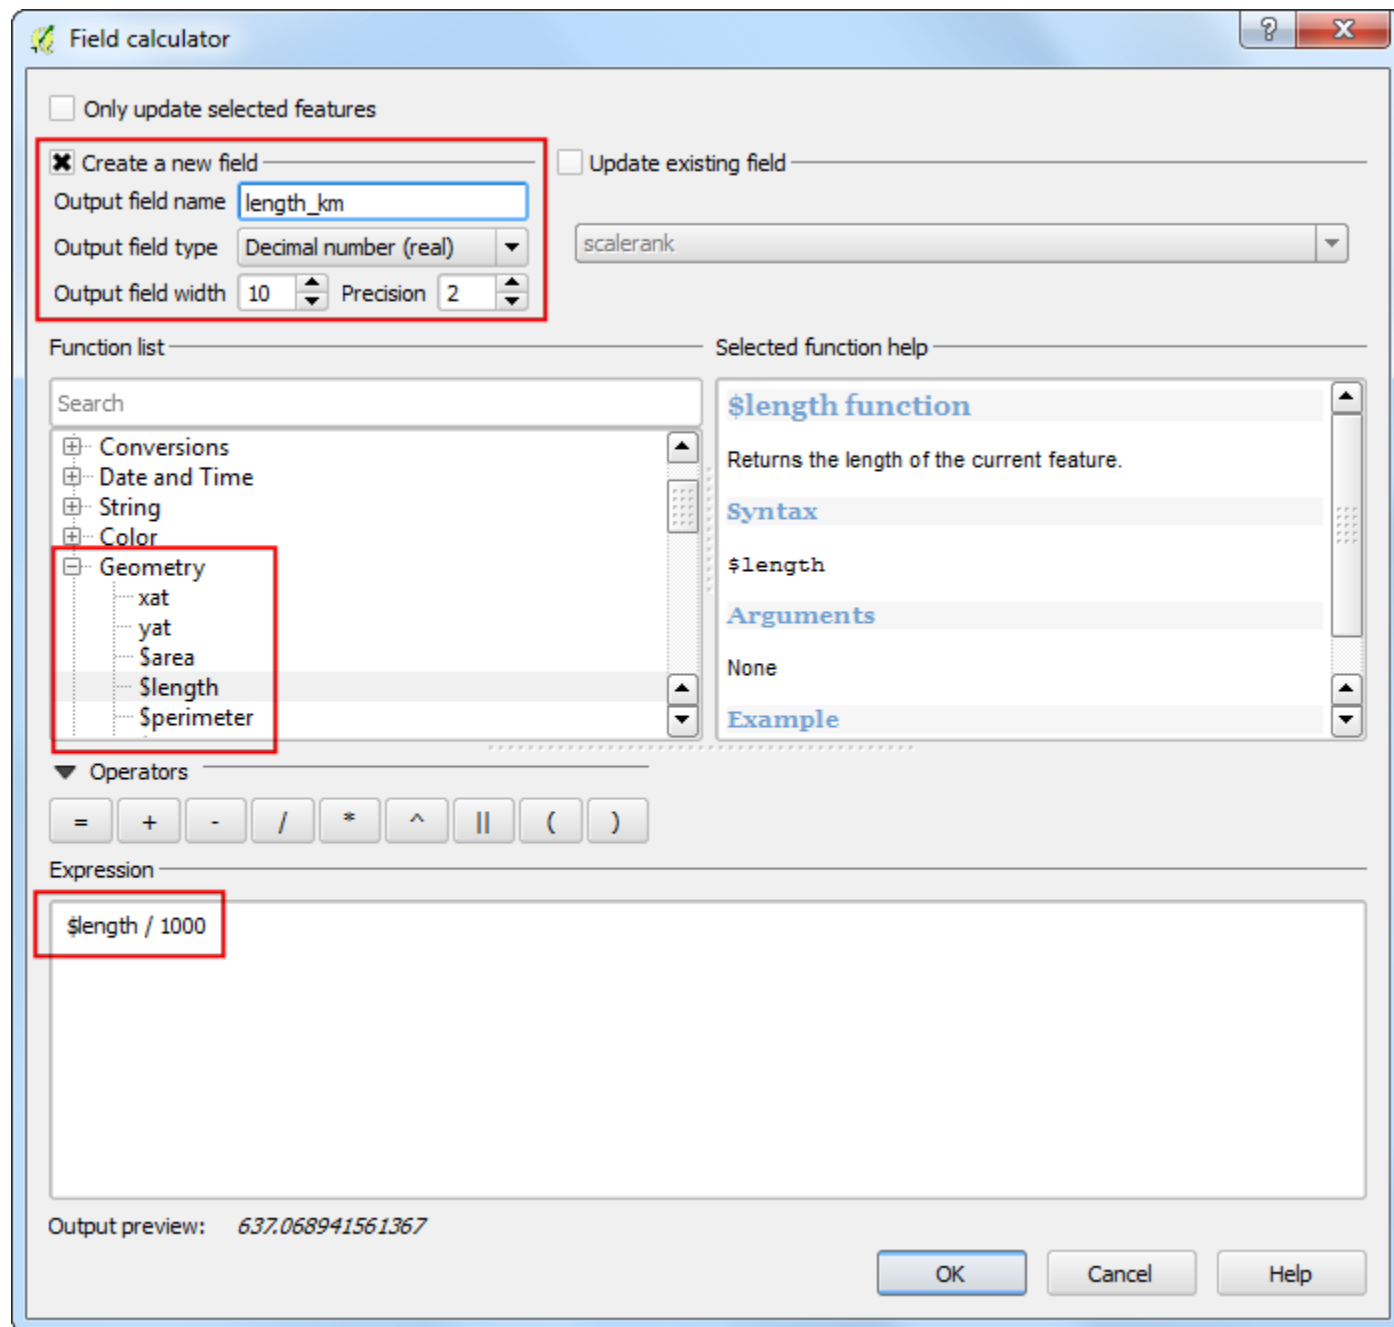 Field calculator
Only update selected features
Create a new field
Update existing field
Output field name length_km
Output field type Decimal number (real)
scalerank
Output field width 10 Precision 2
Function list
Selected function help
Search
Conversions
Date and Time
String
Color
Geometry
xat
yat
$area
$length
$perimeter
$length function
Returns the length of the current feature.
Syntax
$length
Arguments
None
Example
Operators
= + - / * ^ || ( )
Expression
$length / 1000
Output preview: 637.068941561367
OK Cancel Help